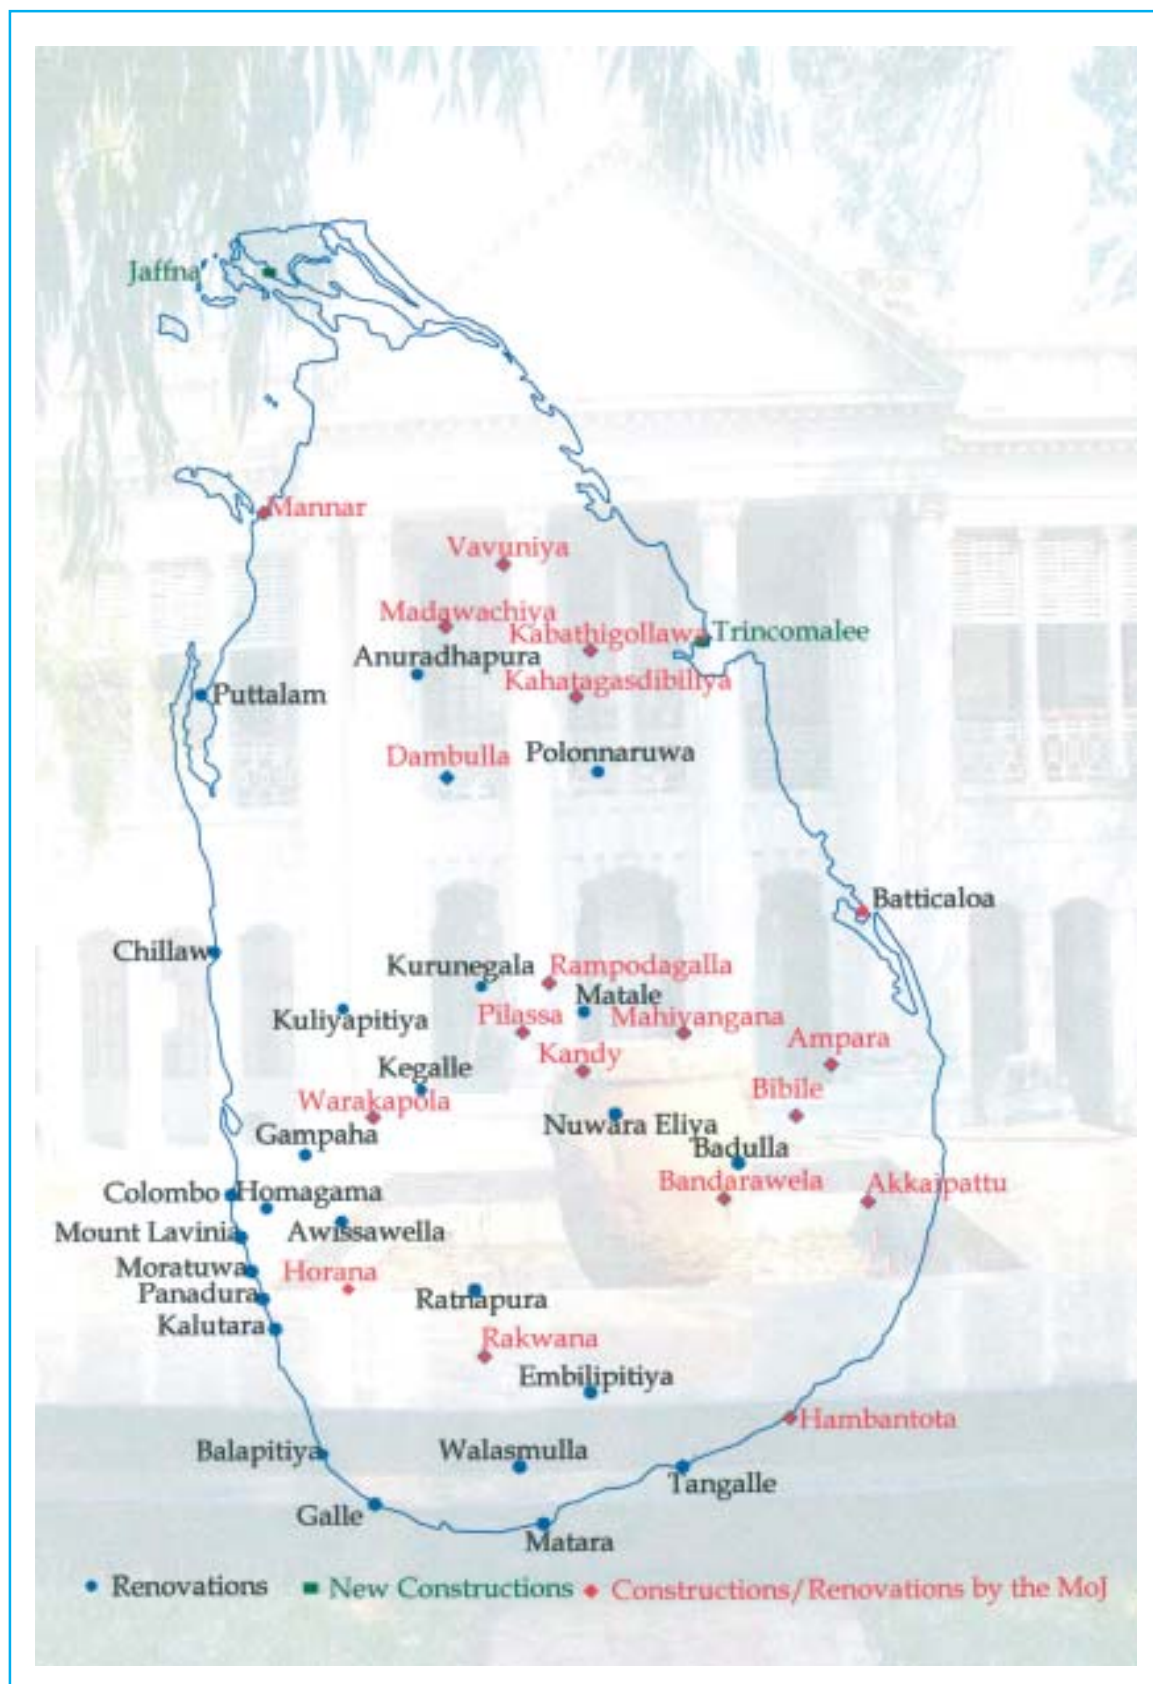 Jaffna
Mannar
Vavuniya
Madawachiya
Kabathigollawa
Trincomalee
Anuradhapura
Kahatagasdibiliya
Puttalam
Dambulla
Polonnaruwa
Batticaloa
Chillaw
Kurunegala
Rampodagalla
Matale
Kuliyapitiya
Pilassa
Mahiyangana
Kandy
Ampara
Kegalle
Bibile
Warakapola
Gampaha
Nuwara Eliya
Badulla
Colombo
Homagama
Bandarawela
Akkaipattu
Mount Lavinia
Awissawella
Moratuwa
Horana
Panadura
Ratnapura
Kalutara
Rakwana
Embilipitiya
Hambantota
Balapitiya
Walasmulla
Tangalle
Galle
Matara
Renovations
New Constructions
Constructions/Renovations by the MoJ